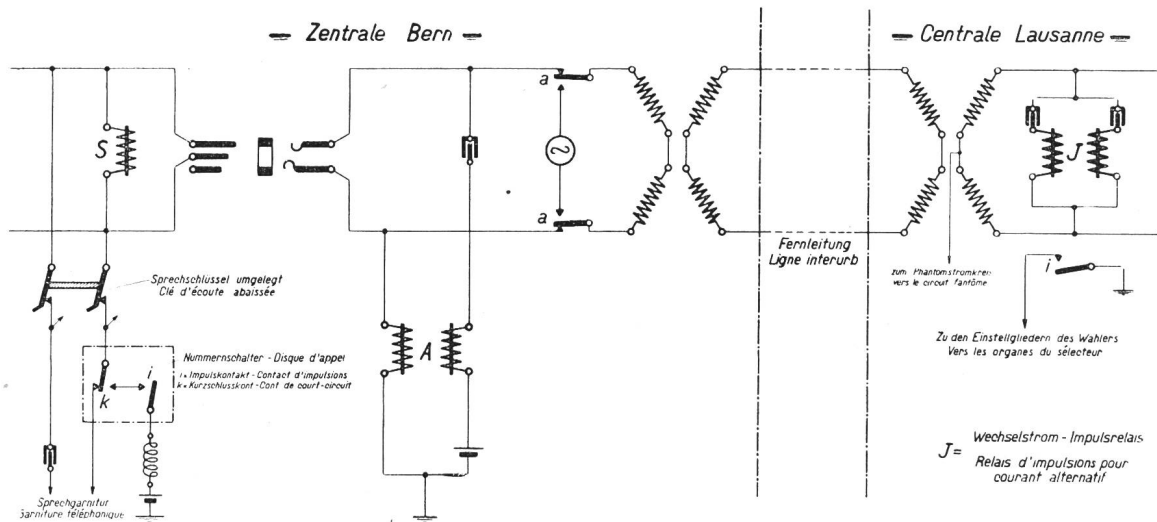 Zentrale Bern
Centrale Lausanne
S
a
a
J
Fernleitung
Ligne interurb
i
zum Phantomstromkreis
vers le circuit fantôme
Sprechschlüssel umgelegt
Clé d'écoute abaissée
Zu den Einstellgliedern des Wahlers
Vers les organes du sélecteur
Nummernschalter - Disque d'appel
i = Impulskontakt - Contact d'impulsions
k = Kurzschlusskont - Cont de court-circuit
i
k
A
J = Wechselstrom - Impulsrelais
Relais d'impulsions pour
courant alternatif
Sprechgarnitur
Garniture téléphonique